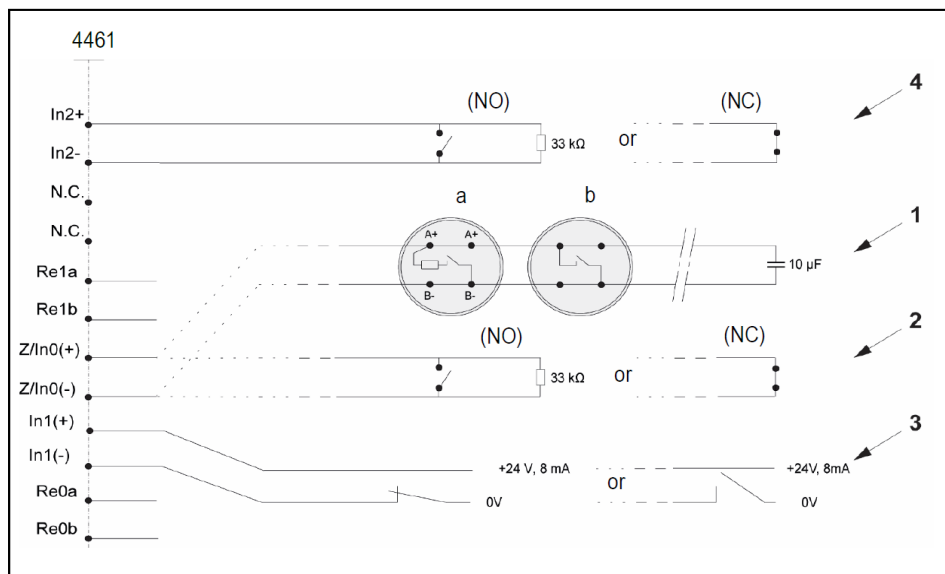 4461
In2+ (NO) 33 kΩ or (NC) 4
In2-
N.C.
N.C.
a b
A+ A+ 1
Re1a 10 µF
B- B-
Re1b
Z/In0(+) (NO) (NC) 2
Z/In0(-) 33 kΩ or
In1(+) 3
In1(-) +24 V, 8 mA or +24V, 8mA
Re0a 0V 0V
Re0b